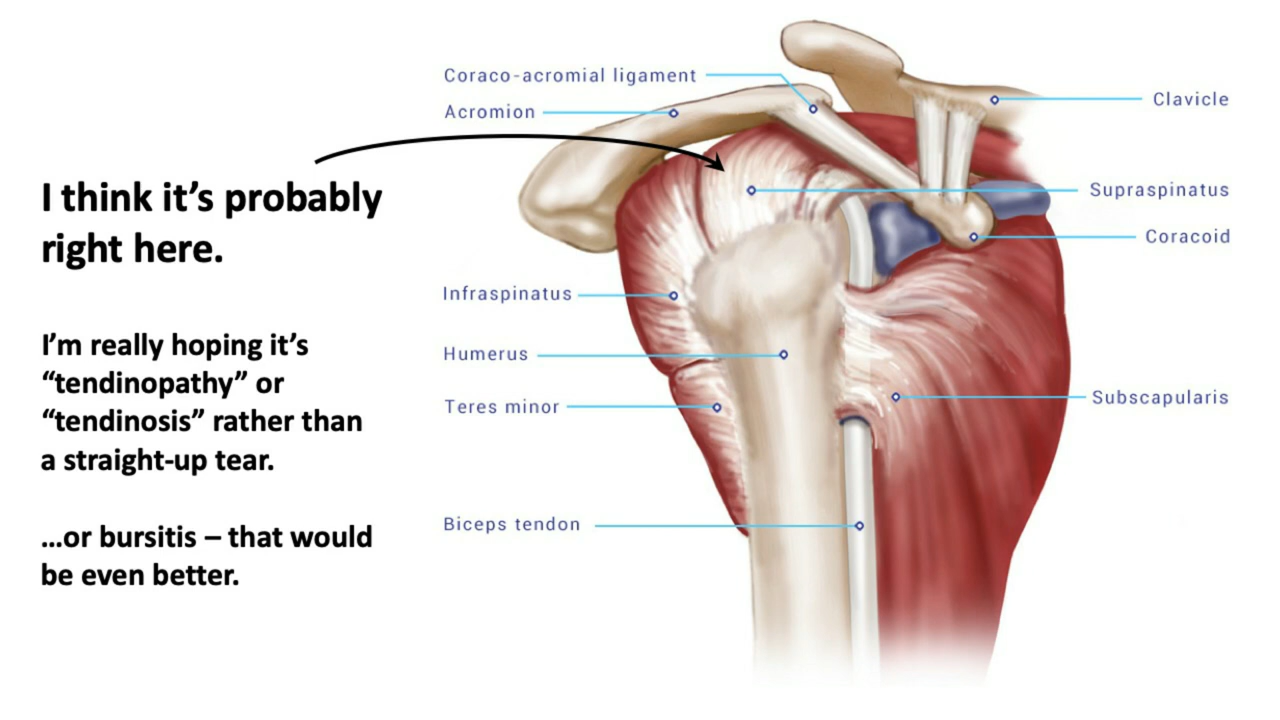 Coraco-acromial ligament
Acromion
Clavicle
I think it’s probably
right here.
Supraspinatus
Coracoid
Infraspinatus
I’m really hoping it’s
“tendinopathy” or
“tendinosis” rather than
a straight-up tear.
Humerus
Teres minor
Subscapularis
…or bursitis – that would
be even better.
Biceps tendon